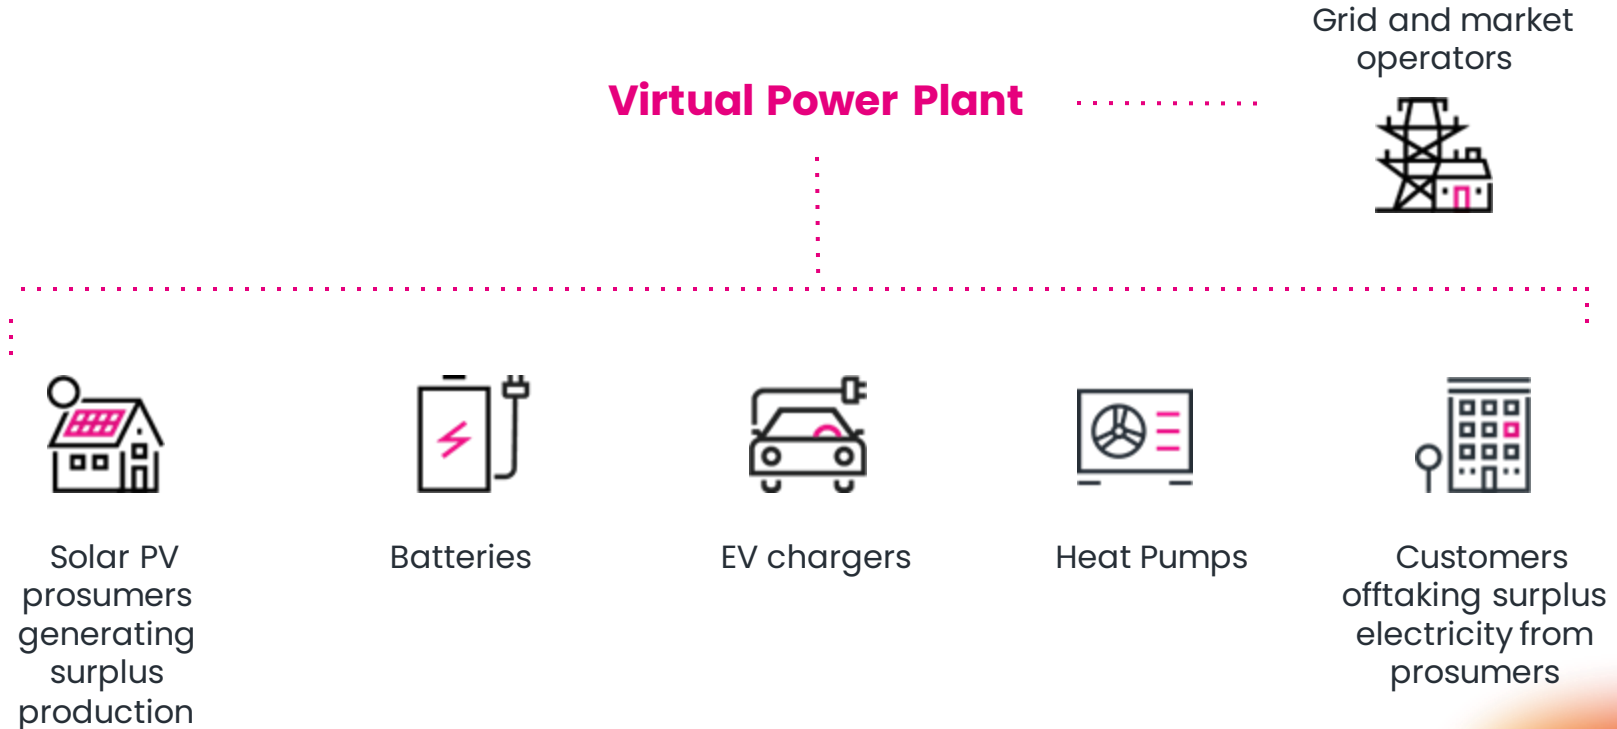 Grid and market
operators
Virtual Power Plant
Solar PV
prosumers
generating
surplus
production
Batteries
EV chargers
Heat Pumps
Customers
offtaking surplus
electricity from
prosumers